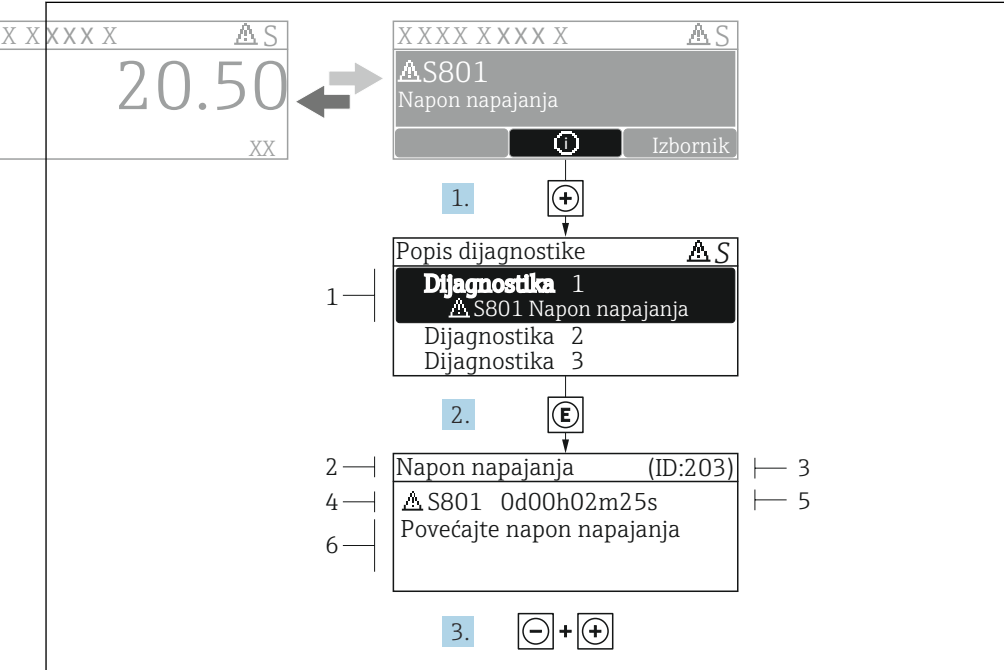 X X XXX X ⚠ S
20.50
XX
XXXX XXXX X ⚠ S
⚠ S801
Napon napajanja
Izbornik
1.
Popis dijagnostike ⚠ S
1
Dijagnostika 1
⚠ S801 Napon napajanja
Dijagnostika 2
Dijagnostika 3
2.
E
2
Napon napajanja (ID:203)
3
4
⚠ S801 0d00h02m25s
5
Povećajte napon napajanja
6
3.
- + +